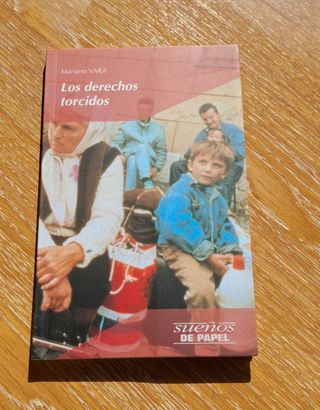 Mariano VARA
Los derechos
torcidos
sueños
DE PAPEL